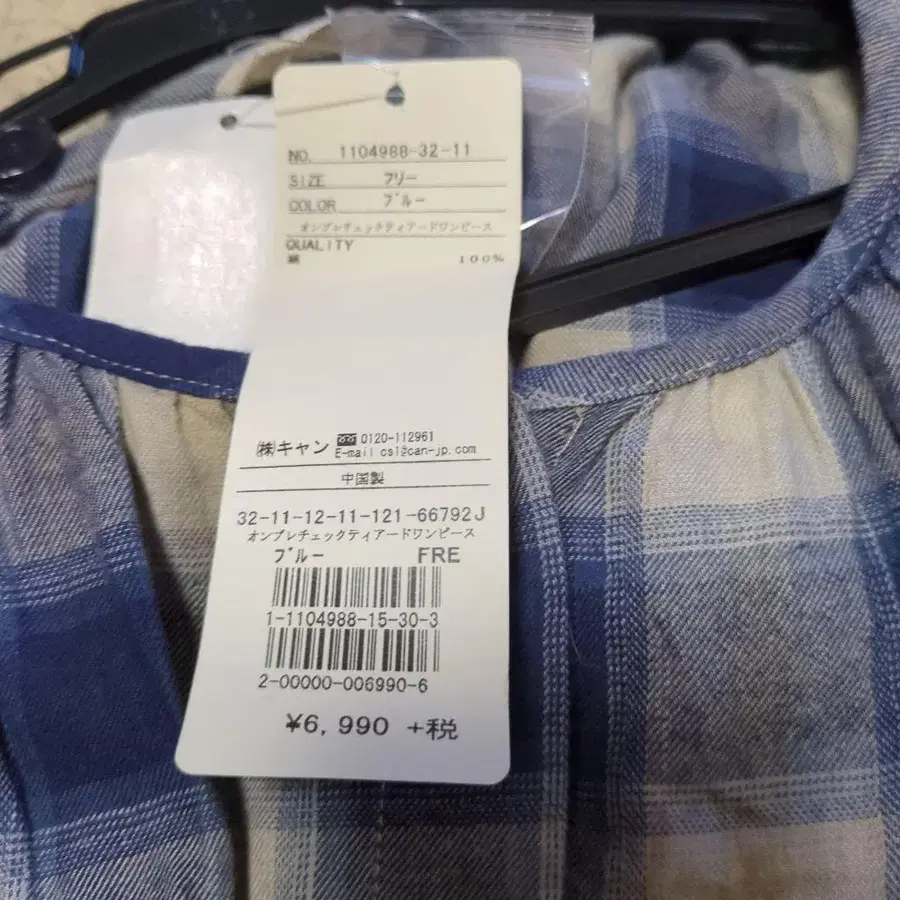 NO. 1104988-32-11
SIZE フリー
COLOR ブルー
オンブレチェックティアードワンピース
QUALITY
綿 100%
㈱キャン 0120-112961
E-mail csl@can-jp.com
中国製
32-11-12-11-121-66792J
オンブレチェックティアードワンピース
ブルー FRE
1-1104988-15-30-3
2-00000-006990-6
¥6,990 +税